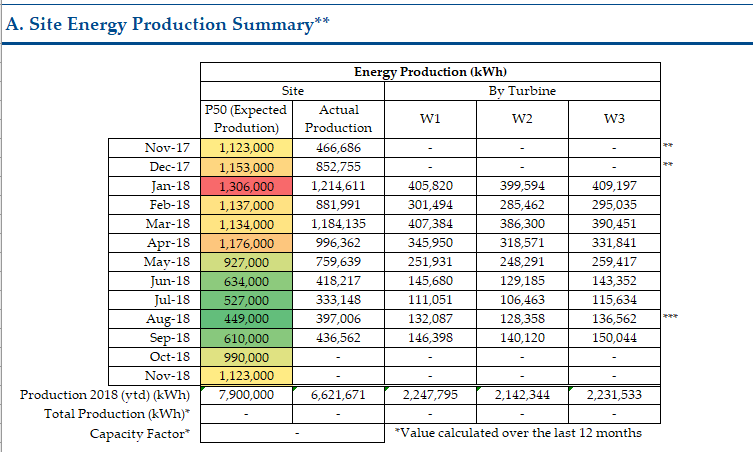 A. Site Energy Production Summary**
Energy Production (kWh)
Site By Turbine
P50 (Expected Prodution) Actual Production W1 W2 W3
Nov-17 1,123,000 466,686 - - - **
Dec-17 1,153,000 852,755 - - - **
Jan-18 1,306,000 1,214,611 405,820 399,594 409,197
Feb-18 1,137,000 881,991 301,494 285,462 295,035
Mar-18 1,134,000 1,184,135 407,384 386,300 390,451
Apr-18 1,176,000 996,362 345,950 318,571 331,841
May-18 927,000 759,639 251,931 248,291 259,417
Jun-18 634,000 418,217 145,680 129,185 143,352
Jul-18 527,000 333,148 111,051 106,463 115,634
Aug-18 449,000 397,006 132,087 128,358 136,562 ***
Sep-18 610,000 436,562 146,398 140,120 150,044
Oct-18 990,000 - - - -
Nov-18 1,123,000 - - - -
Production 2018 (ytd) (kWh) 7,900,000 6,621,671 2,247,795 2,142,344 2,231,533
Total Production (kWh)* - - - - -
Capacity Factor* - *Value calculated over the last 12 months